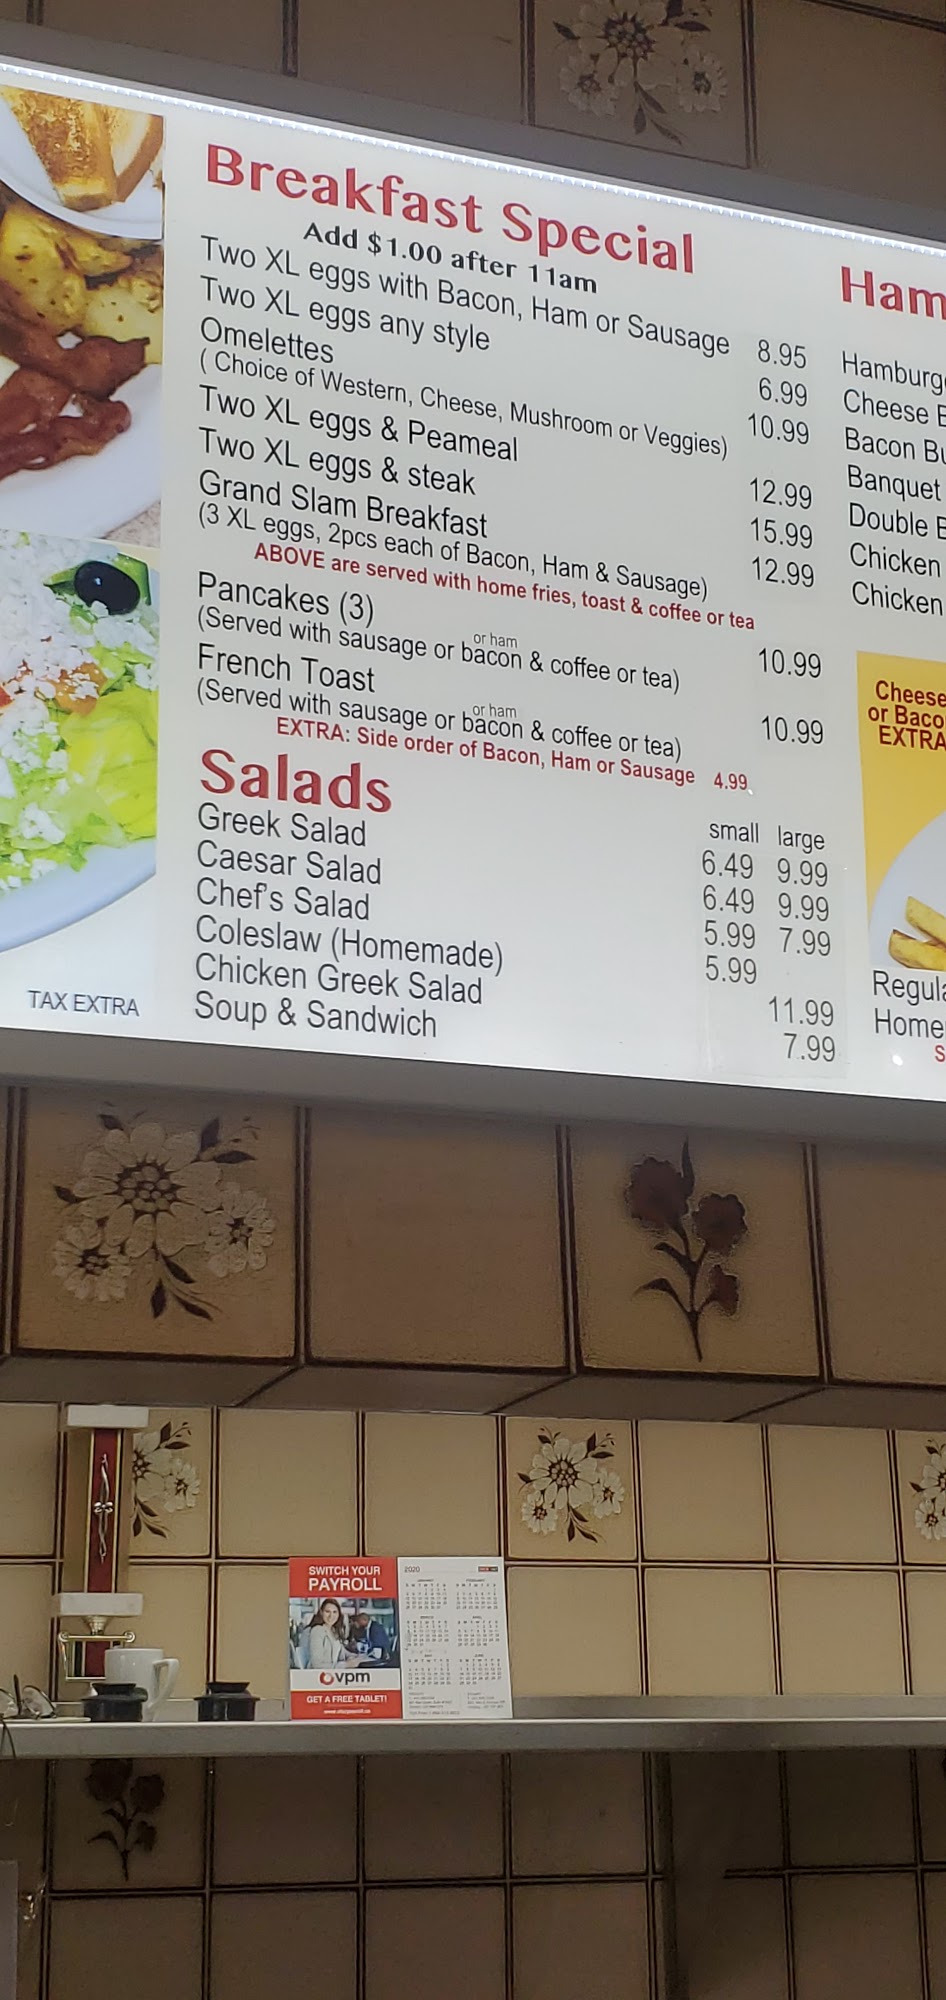 Breakfast Special
Add $1.00 after 11am
Two XL eggs with Bacon, Ham or Sausage 8.95
Two XL eggs any style 6.99
Omelettes 10.99
( Choice of Western, Cheese, Mushroom or Veggies)
Two XL eggs & Peameal 12.99
Two XL eggs & steak 15.99
Grand Slam Breakfast 12.99
(3 XL eggs, 2pcs each of Bacon, Ham & Sausage)
ABOVE are served with home fries, toast & coffee or tea
Pancakes (3) 10.99
or ham
(Served with sausage or bacon & coffee or tea)
French Toast 10.99
or ham
(Served with sausage or bacon & coffee or tea)
EXTRA: Side order of Bacon, Ham or Sausage 4.99
Salads
small large
Greek Salad 6.49 9.99
Caesar Salad 6.49 9.99
Chef's Salad 5.99 7.99
Coleslaw (Homemade) 5.99
Chicken Greek Salad 11.99
Soup & Sandwich 7.99
TAX EXTRA
Ham
Hamburg
Cheese B
Bacon Bu
Banquet
Double B
Chicken
Chicken
Cheese
or Baco
EXTRA
Regula
Home
S
SWITCH YOUR
PAYROLL
vpm
GET A FREE TABLET!
2020